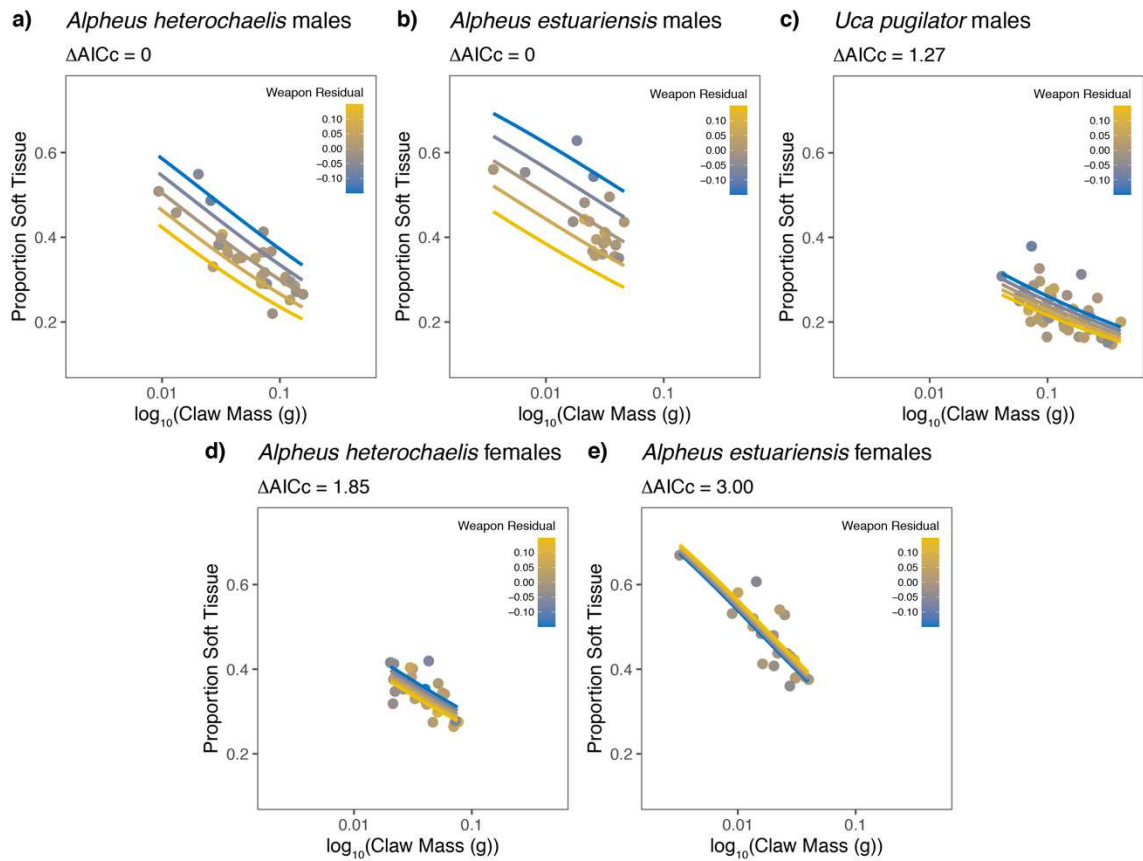 a) Alpheus heterochaelis males
ΔAICc = 0
Weapon Residual
0.10
0.05
0.00
−0.05
−0.10
Proportion Soft Tissue
0.6
0.4
0.2
0.01
0.1
log₁₀(Claw Mass (g))
b) Alpheus estuariensis males
ΔAICc = 0
Weapon Residual
0.10
0.05
0.00
−0.05
−0.10
Proportion Soft Tissue
0.6
0.4
0.2
0.01
0.1
log₁₀(Claw Mass (g))
c) Uca pugilator males
ΔAICc = 1.27
Weapon Residual
0.10
0.05
0.00
−0.05
−0.10
Proportion Soft Tissue
0.6
0.4
0.2
0.01
0.1
log₁₀(Claw Mass (g))
d) Alpheus heterochaelis females
ΔAICc = 1.85
Weapon Residual
0.10
0.05
0.00
−0.05
−0.10
Proportion Soft Tissue
0.6
0.4
0.2
0.01
0.1
log₁₀(Claw Mass (g))
e) Alpheus estuariensis females
ΔAICc = 3.00
Weapon Residual
0.10
0.05
0.00
−0.05
−0.10
Proportion Soft Tissue
0.6
0.4
0.2
0.01
0.1
log₁₀(Claw Mass (g))